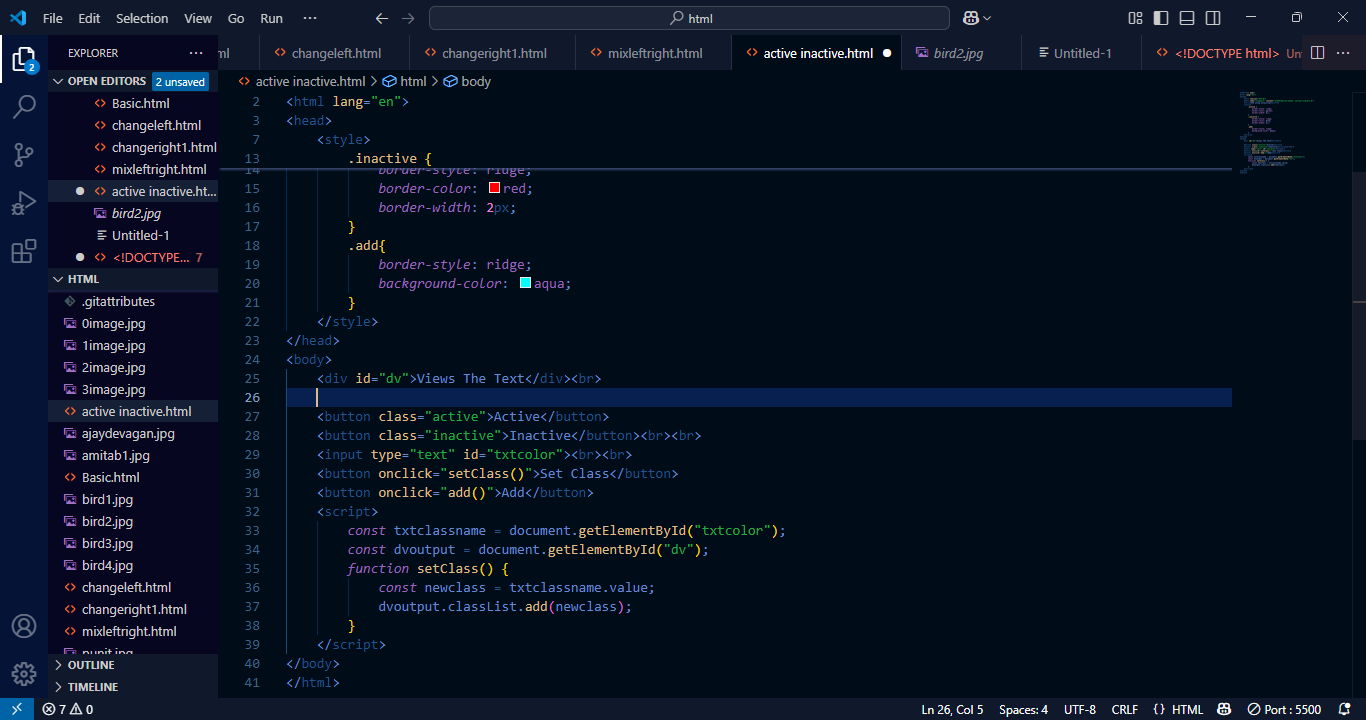 File Edit Selection View Go Run ··· html
EXPLORER ···
OPEN EDITORS 2 unsaved
Basic.html
changeleft.html
changeright1.html
mixleftright.html
active inactive.ht...
bird2.jpg
Untitled-1
<!DOCTYPE... 7
HTML
.gitattributes
0image.jpg
1image.jpg
2image.jpg
3image.jpg
active inactive.html
ajaydevagan.jpg
amitab1.jpg
Basic.html
bird1.jpg
bird2.jpg
bird3.jpg
bird4.jpg
changeleft.html
changeright1.html
mixleftright.html
OUTLINE
TIMELINE
ml changeleft.html changeright1.html mixleftright.html active inactive.html bird2.jpg Untitled-1 <!DOCTYPE html> Un ···
active inactive.html > html > body
2 <html lang="en">
3 <head>
7 <style>
13 .inactive {
14 border-style: ridge;
15 border-color: red;
16 border-width: 2px;
17 }
18 .add{
19 border-style: ridge;
20 background-color: aqua;
21 }
22 </style>
23 </head>
24 <body>
25 <div id="dv">Views The Text</div><br>
26
27 <button class="active">Active</button>
28 <button class="inactive">Inactive</button><br><br>
29 <input type="text" id="txtcolor"><br><br>
30 <button onclick="setClass()">Set Class</button>
31 <button onclick="add()">Add</button>
32 <script>
33 const txtclassname = document.getElementById("txtcolor");
34 const dvoutput = document.getElementById("dv");
35 function setClass() {
36 const newclass = txtclassname.value;
37 dvoutput.classList.add(newclass);
38 }
39 </script>
40 </body>
41 </html>
2
7 0 Ln 26, Col 5 Spaces: 4 UTF-8 CRLF {} HTML Port : 5500